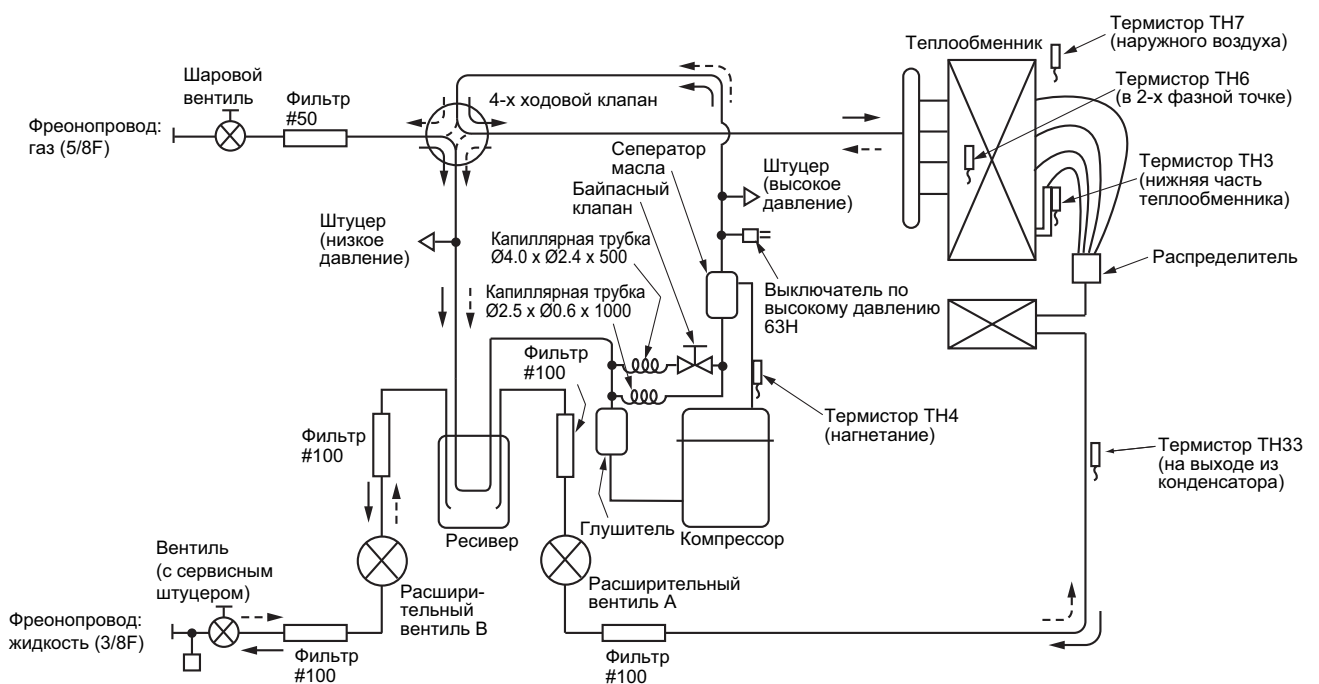 Термистор TH7
(наружного воздуха)
Теплообменник
Термистор TH6
(в 2-х фазной точке)
Шаровой
вентиль
Фильтр
#50
4-х ходовой клапан
Фреонопровод:
газ (5/8F)
Сеператор
масла
Байпасный
клапан
Штуцер
(высокое
давление)
Термистор TH3
(нижняя часть
теплообменника)
Штуцер
(низкое
давление)
Капиллярная трубка
Ø4.0 x Ø2.4 x 500
Распределитель
Капиллярная трубка
Ø2.5 x Ø0.6 x 1000
Выключатель по
высокому давлению
63H
Фильтр
#100
Термистор TH4
(нагнетание)
Фильтр
#100
Термистор TH33
(на выходе из
конденсатора)
Глушитель
Ресивер
Компрессор
Вентиль
(с сервисным
штуцером)
Расшири-
тельный
вентиль B
Расширительный
вентиль A
Фреонопровод:
жидкость (3/8F)
Фильтр
#100
Фильтр
#100